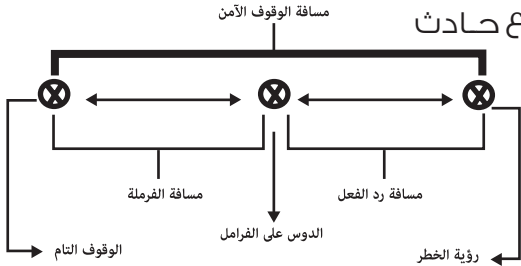 ع حادث
مسافة الوقوف الآمن
مسافة رد الفعل
مسافة الفرملة
الدوس على الفرامل
رؤية الخطر
الوقوف التام